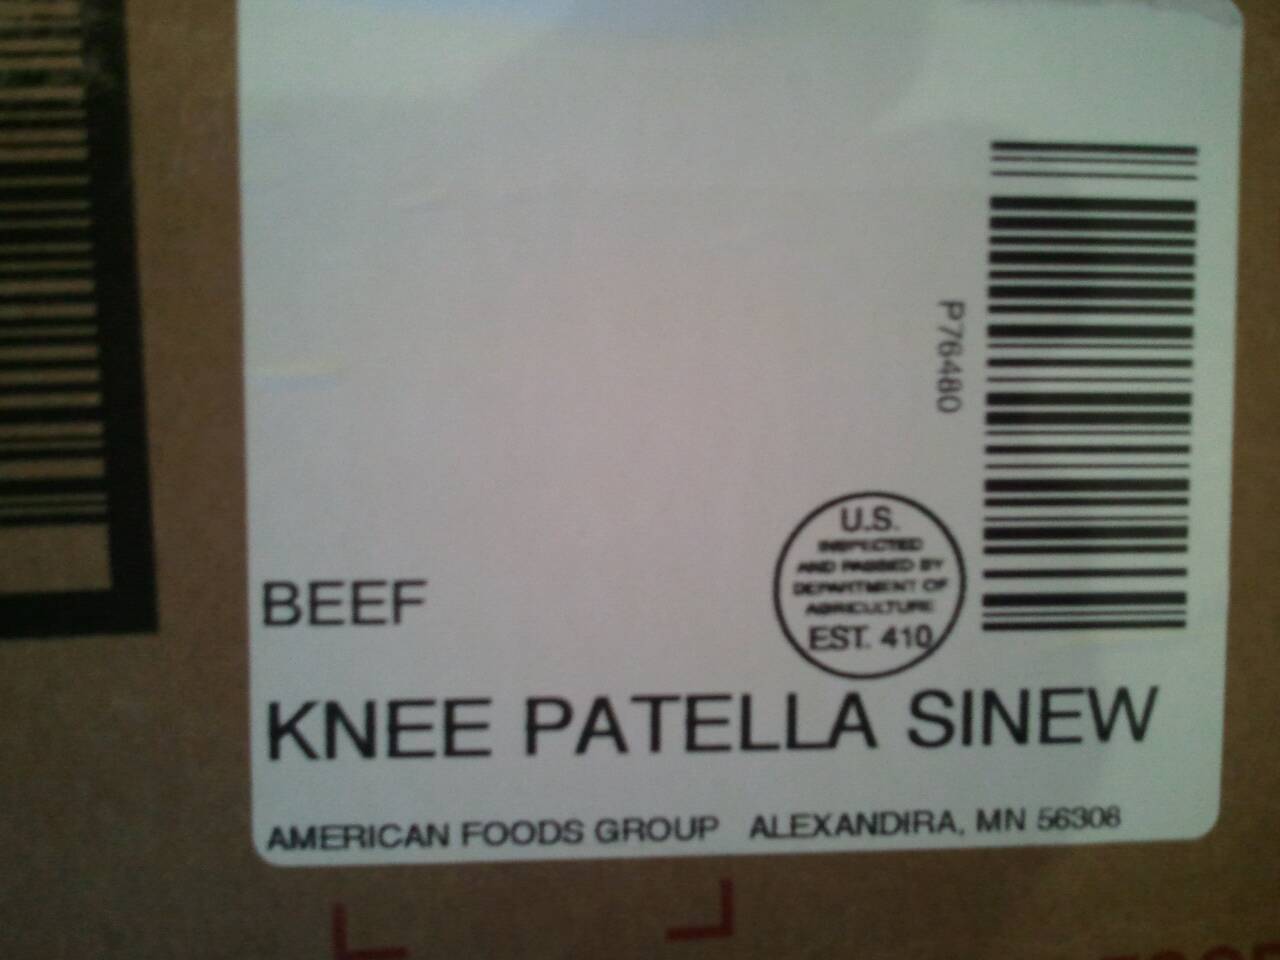 P76480
U.S.
INSPECTED
AND PASSED BY
DEPARTMENT OF
AGRICULTURE
EST. 410
BEEF
KNEE PATELLA SINEW
AMERICAN FOODS GROUP ALEXANDIRA, MN 56308